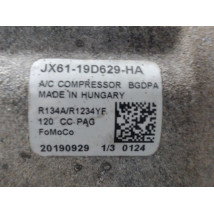 JX61-19D629-HA
A/C COMPRESSOR BGDPA
MADE IN HUNGARY
R134A/R1234YF
120 CC PAG
FoMoCo
20190929 1/3 0124